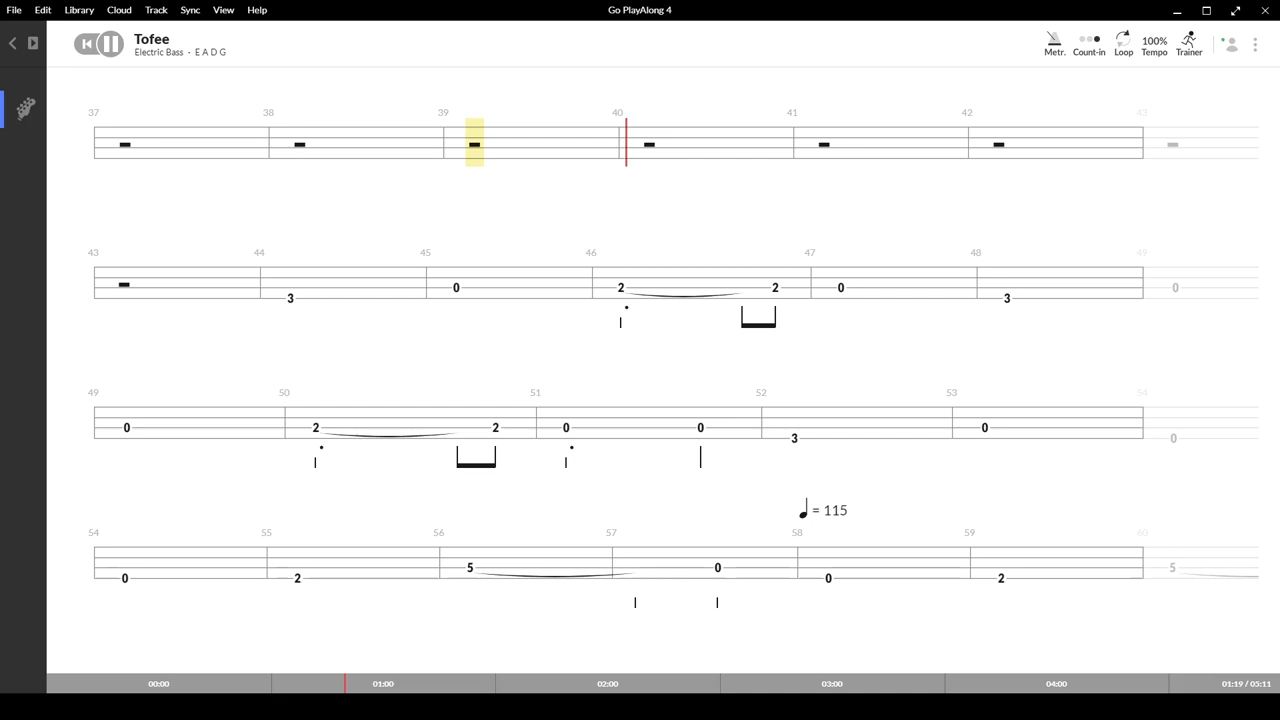 File Edit Library Cloud Track Sync View Help Go PlayAlong 4
Tofee
Electric Bass · E A D G
100%
Metr. Count-in Loop Tempo Trainer
37 38 39 40 41 42 43
43 44 45 46 47 48 49
0 2 2 0 0
3 3
49 50 51 52 53 54
0 2 2 0 0 0
3 0
= 115
54 55 56 57 58 59 60
5 0 5
0 2 0 2
00:00 01:00 02:00 03:00 04:00 01:19 / 05:11